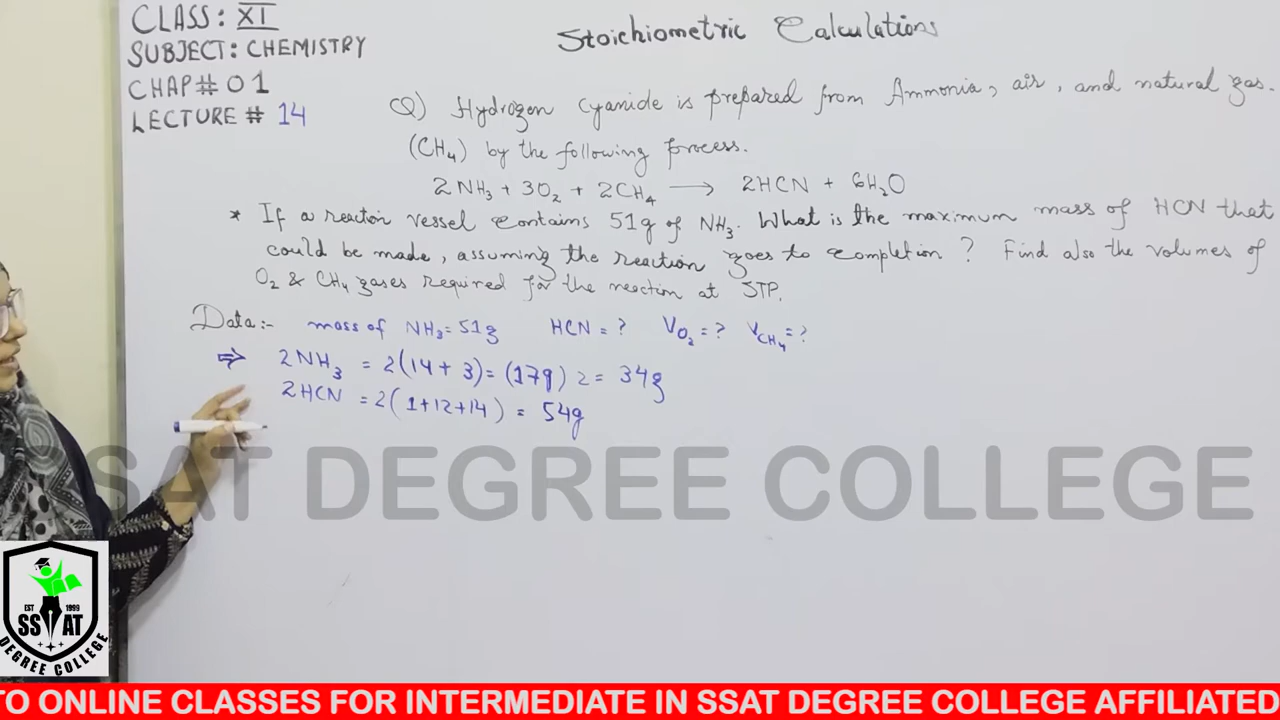 CLASS: XI
SUBJECT: CHEMISTRY
CHAP# 01
LECTURE # 14
Stoichiometric Calculations
Q) Hydrogen Cyanide is prepared from Ammonia, air, and natural gas.
(CH₄) by the following process.
2NH₃ + 3O₂ + 2CH₄ → 2HCN + 6H₂O
* If a reactor vessel contains 51g of NH₃. What is the maximum mass of HCN that
could be made, assuming the reaction goes to completion? Find also the volumes of
O₂ & CH₄ gases required for the reaction at STP.
Data:- mass of NH₃ = 51g HCN = ? V_O₂ = ? V_CH₄ = ?
⇒ 2NH₃ = 2(14+3) = (17g) 2 = 34g
2HCN = 2(1+12+14) = 54g
SSAT DEGREE COLLEGE
EST 1999
SSAT
DEGREE COLLEGE
TO ONLINE CLASSES FOR INTERMEDIATE IN SSAT DEGREE COLLEGE AFFILIATED